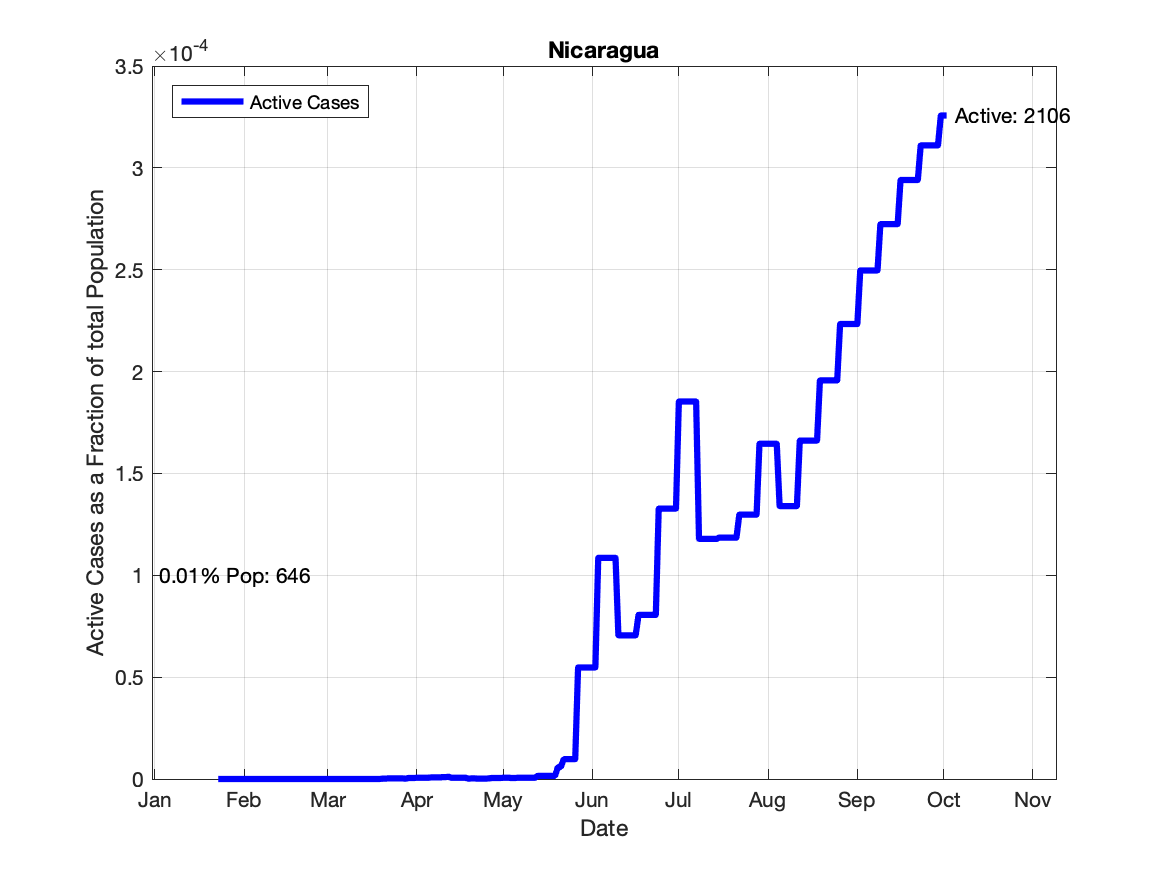 Nicaragua
×10-4
3.5
3
2.5
2
1.5
1
0.5
0
Active Cases as a Fraction of total Population
Active Cases
Active: 2106
0.01% Pop: 646
Jan Feb Mar Apr May Jun Jul Aug Sep Oct Nov
Date